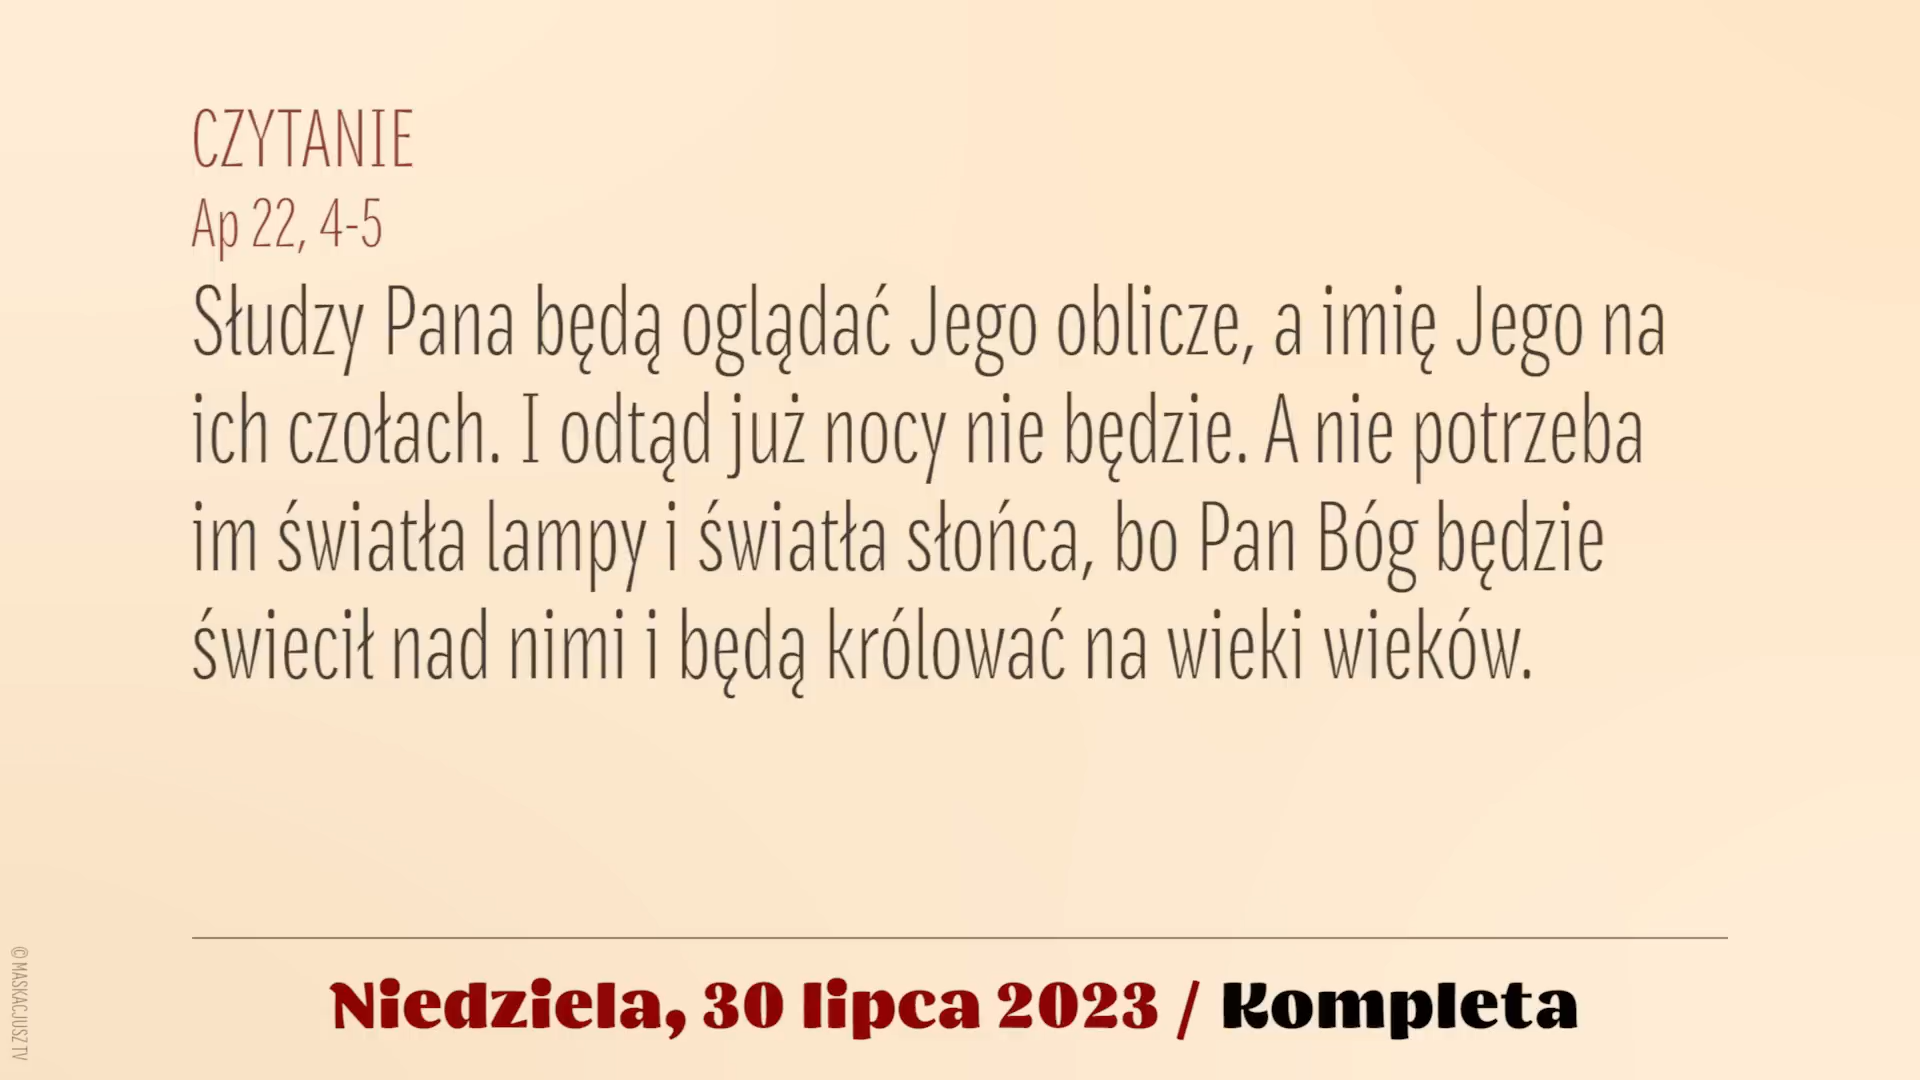 CZYTANIE
Ap 22, 4-5
Słudzy Pana będą oglądać Jego oblicze, a imię Jego na
ich czołach. I odtąd już nocy nie będzie. A nie potrzeba
im światła lampy i światła słońca, bo Pan Bóg będzie
świecił nad nimi i będą królować na wieki wieków.
Niedziela, 30 lipca 2023 / Kompleta
© MASKACJUSZ TV